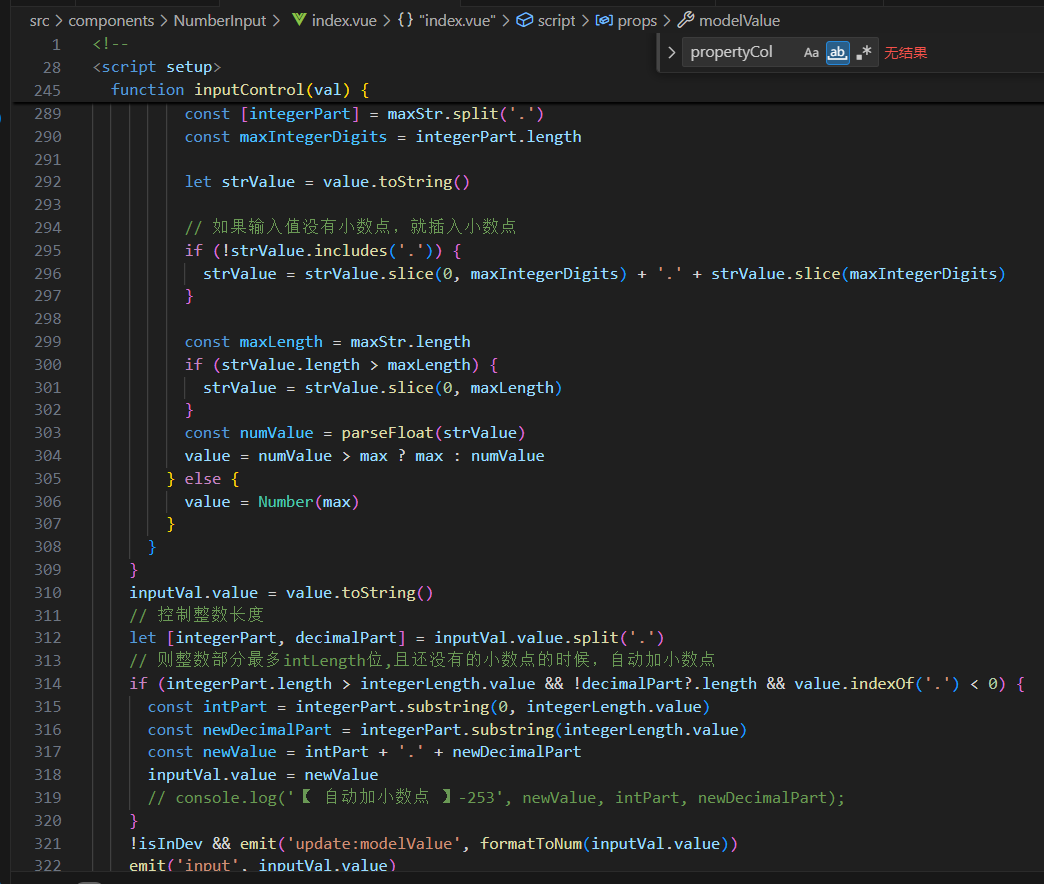 src > components > NumberInput > index.vue > {} "index.vue" > script > props > modelValue
propertyCol Aa ab .* 无结果
1 <!--
28 <script setup>
245 function inputControl(val) {
289 const [integerPart] = maxStr.split('.')
290 const maxIntegerDigits = integerPart.length
291
292 let strValue = value.toString()
293
294 // 如果输入值没有小数点，就插入小数点
295 if (!strValue.includes('.')) {
296 strValue = strValue.slice(0, maxIntegerDigits) + '.' + strValue.slice(maxIntegerDigits)
297 }
298
299 const maxLength = maxStr.length
300 if (strValue.length > maxLength) {
301 strValue = strValue.slice(0, maxLength)
302 }
303 const numValue = parseFloat(strValue)
304 value = numValue > max ? max : numValue
305 } else {
306 value = Number(max)
307 }
308 }
309 }
310 inputVal.value = value.toString()
311 // 控制整数长度
312 let [integerPart, decimalPart] = inputVal.value.split('.')
313 // 则整数部分最多intLength位,且还没有的小数点的时候，自动加小数点
314 if (integerPart.length > integerLength.value && !decimalPart?.length && value.indexOf('.') < 0) {
315 const intPart = integerPart.substring(0, integerLength.value)
316 const newDecimalPart = integerPart.substring(integerLength.value)
317 const newValue = intPart + '.' + newDecimalPart
318 inputVal.value = newValue
319 // console.log('【 自动加小数点 】-253', newValue, intPart, newDecimalPart);
320 }
321 !isInDev && emit('update:modelValue', formatToNum(inputVal.value))
322 emit('input', inputVal.value)